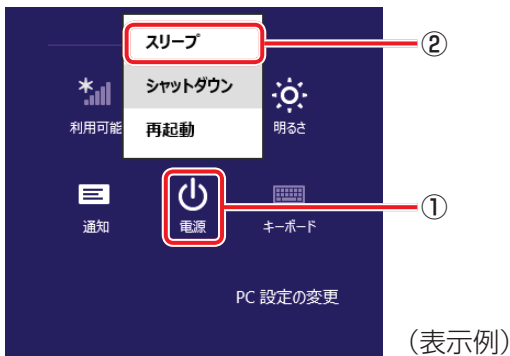 スリープ
②
シャットダウン
利用可能
再起動
明るさ
①
通知
電源
キーボード
PC 設定の変更
（表示例）